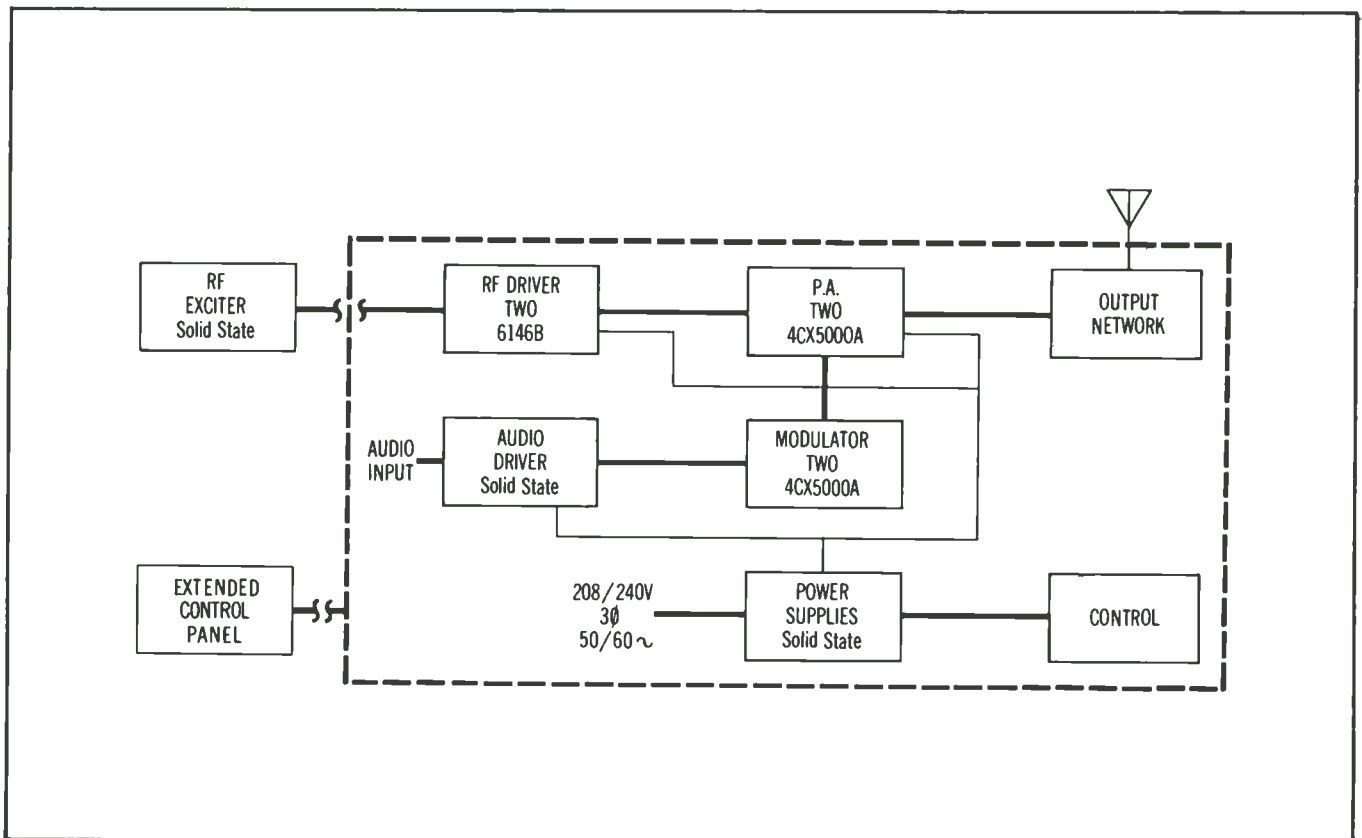 RF
EXCITER
Solid State
RF DRIVER
TWO
6146B
P.A.
TWO
4CX5000A
OUTPUT
NETWORK
AUDIO
INPUT
AUDIO
DRIVER
Solid State
MODULATOR
TWO
4CX5000A
EXTENDED
CONTROL
PANEL
208/240V
3ϕ
50/60∿
POWER
SUPPLIES
Solid State
CONTROL